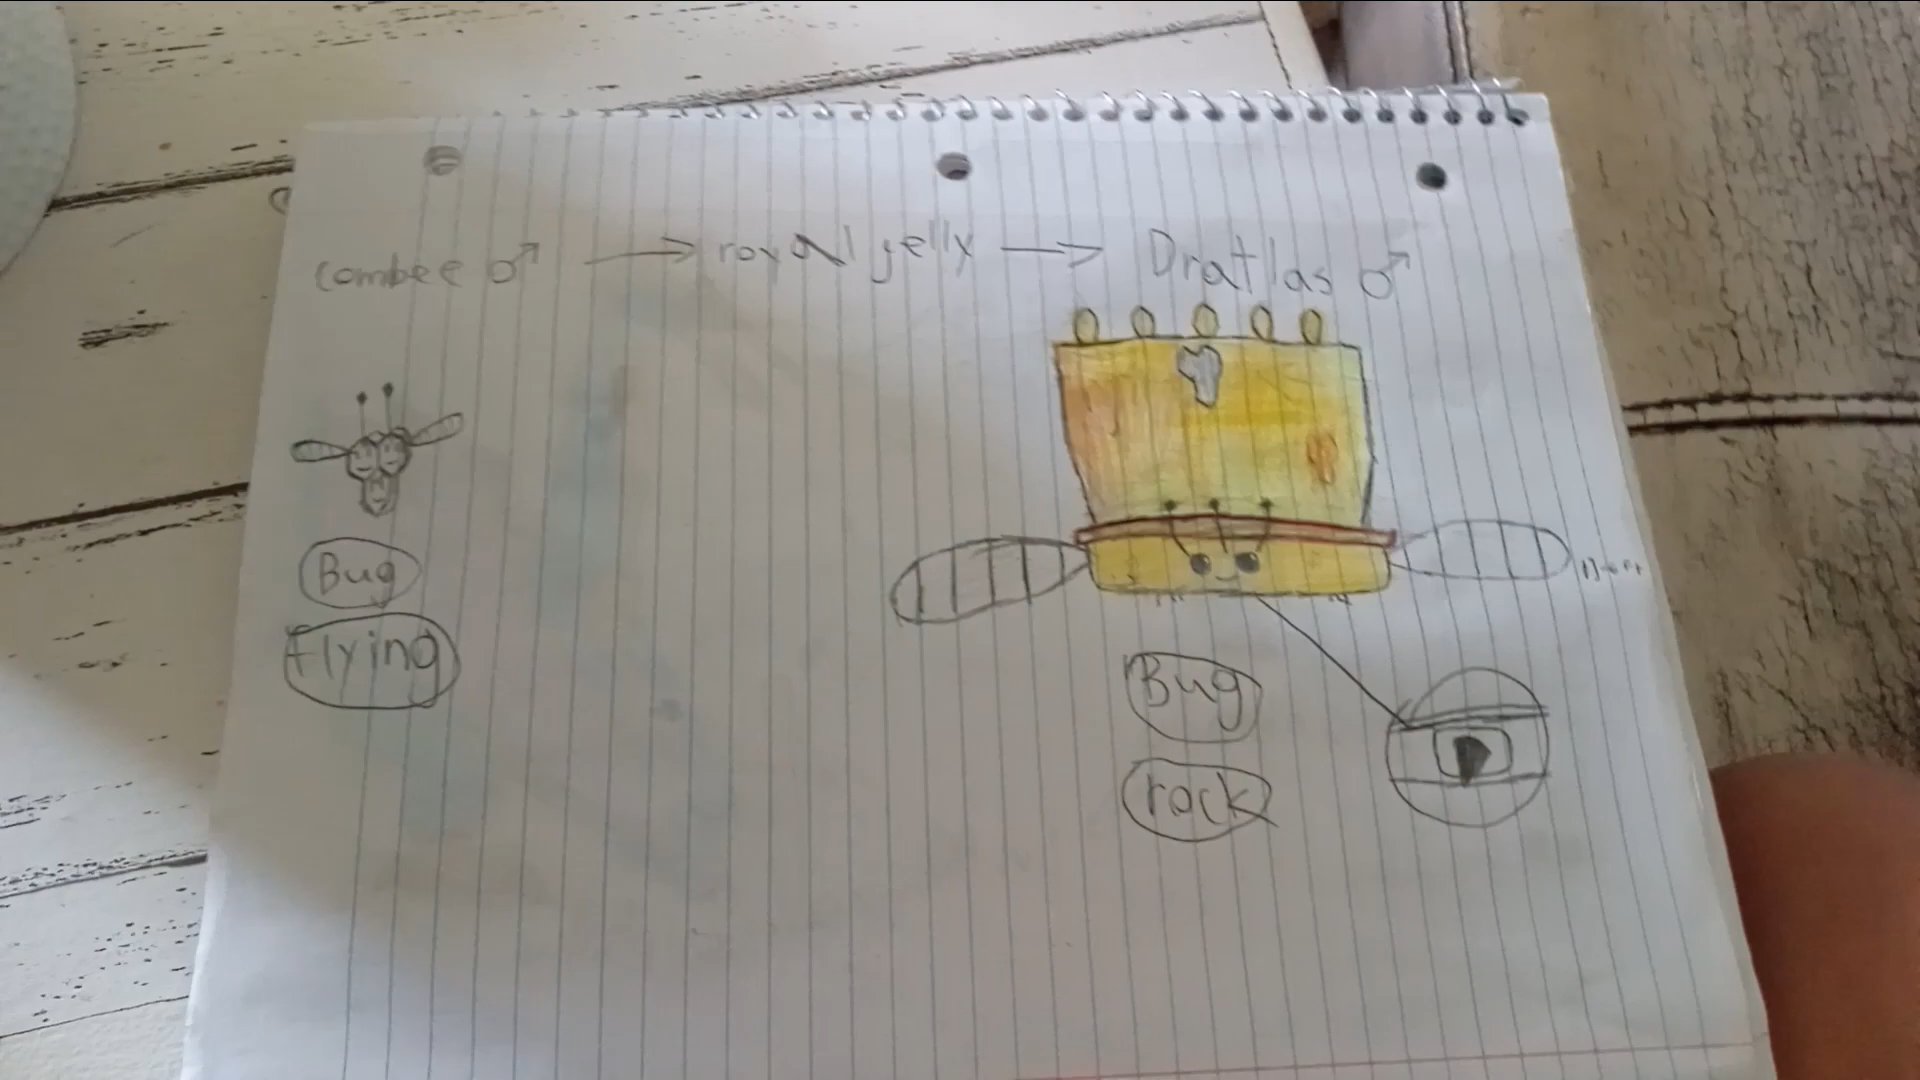 combee ♂ → royal jelly → Dratlas ♂
Bug
Flying
Bug
rock